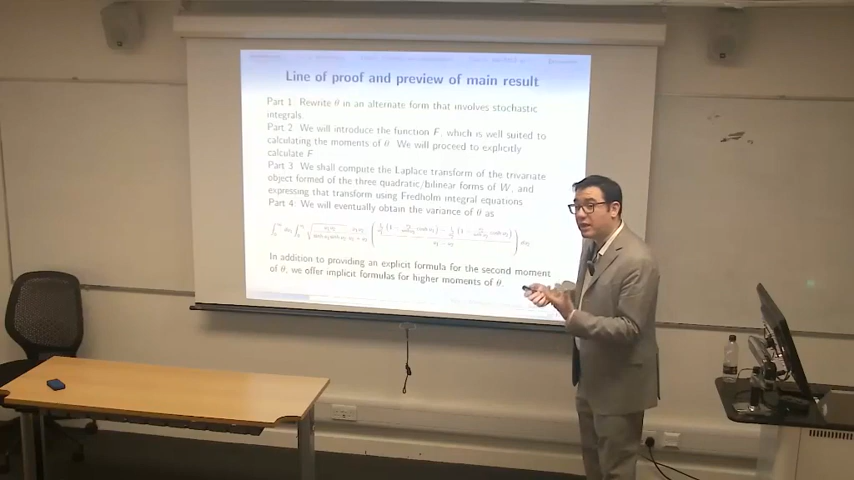 Line of proof and preview of main result
Part 1: Rewrite θ in an alternate form that involves stochastic
integrals.
Part 2: We will introduce the function F, which is well suited to
calculating the moments of θ. We will proceed to explicitly
calculate F.
Part 3: We shall compute the Laplace transform of the trivariate
object formed of the three quadratic/bilinear forms of W, and
expressing that transform using Fredholm integral equations
Part 4: We will eventually obtain the variance of θ as
In addition to providing an explicit formula for the second moment
of θ, we offer implicit formulas for higher moments of θ.